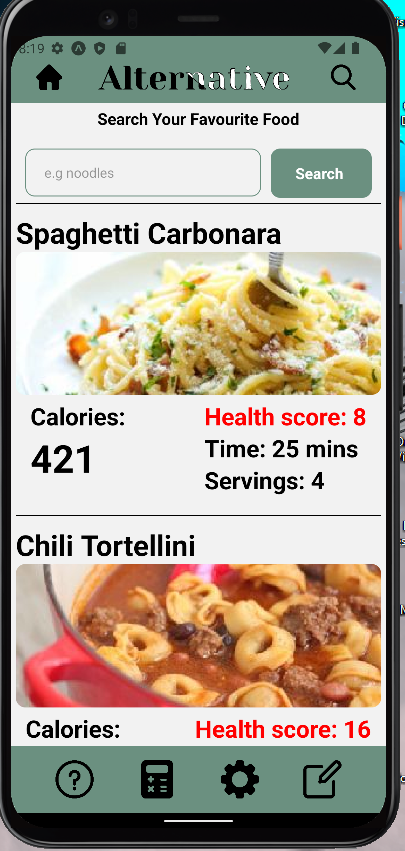 8:19
Alternative
Search Your Favourite Food
e.g noodles
Search
Spaghetti Carbonara
Calories:
421
Health score: 8
Time: 25 mins
Servings: 4
Chili Tortellini
Calories:
Health score: 16